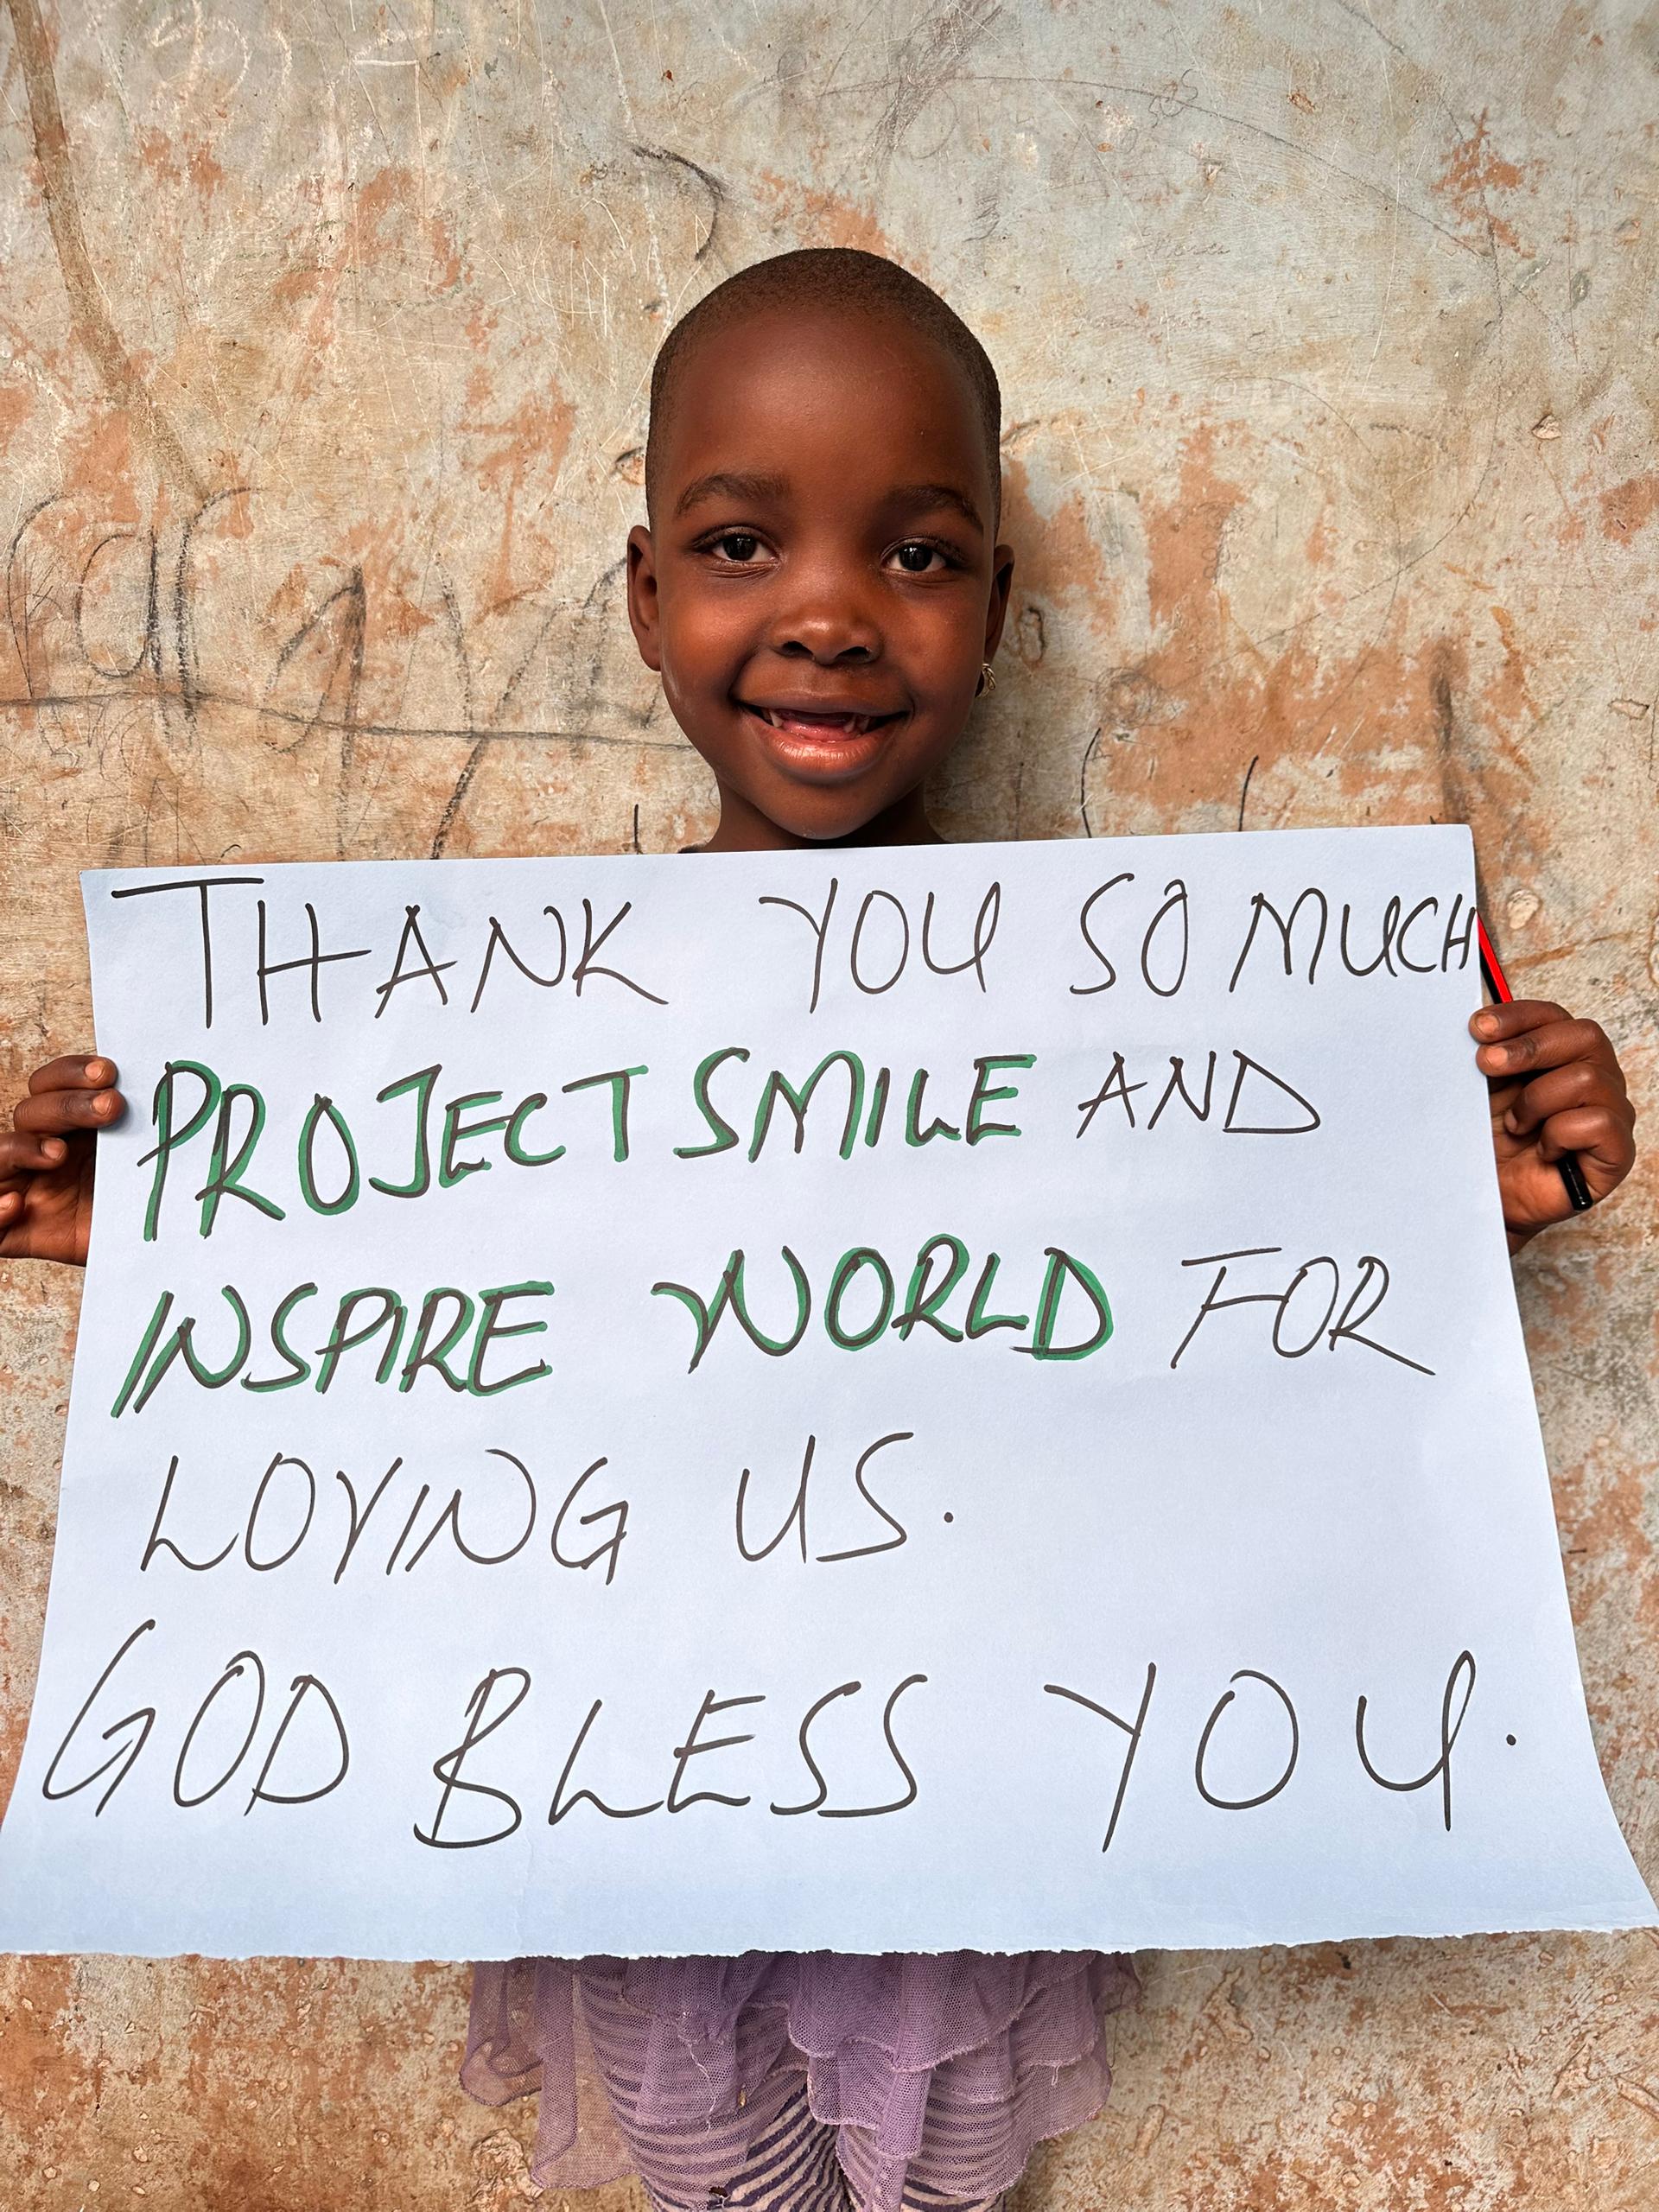 THANK YOU SO MUCH
PROJECT SMILE AND
INSPIRE WORLD FOR
LOVING US.
GOD BLESS YOU.